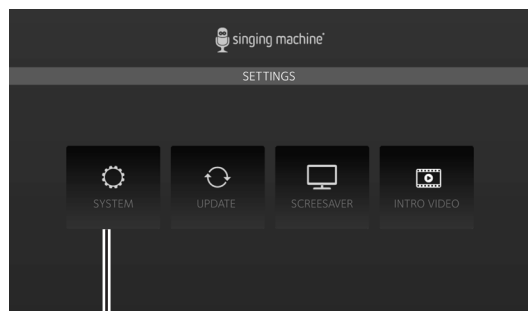 singing machine
SETTINGS
SYSTEM
UPDATE
SCREESAVER
INTRO VIDEO